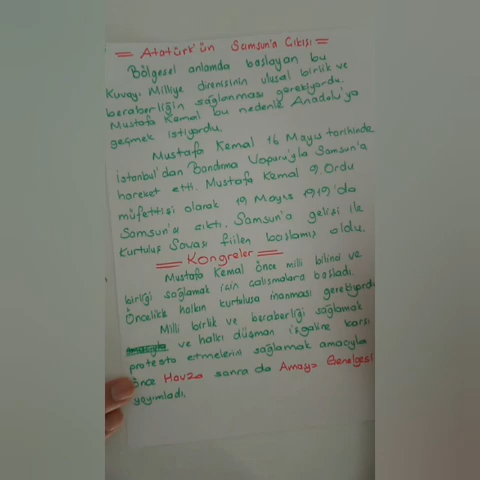 Atatürk'ün Samsun'a Çıkışı
Bölgesel anlamda başlayan bu
Kuvayı Milliye direnişinin ulusal birlik ve
beraberliğin sağlanması gerekiyordu.
Mustafa Kemal bu nedenle Anadolu'ya
geçmek istiyordu.
Mustafa Kemal 16 Mayıs tarihinde
İstanbul'dan Bandırma Vapuru'yla Samsun'a
hareket etti. Mustafa Kemal 9. Ordu
müfettişi olarak 19 Mayıs 1919'da
Samsun'a çıktı. Samsun'a gelişi ile
Kurtuluş Savaşı fiilen başlamış oldu.
Kongreler
Mustafa Kemal önce milli bilinci ve
birliği sağlamak için çalışmalara başladı.
Öncelikle halkın kurtuluşa inanması gerekiyordu
Milli birlik ve beraberliği sağlamak
ve halkı düşman işgaline karşı
protesto etmelerini sağlamak amacıyla
önce Havza sonra da Amasya Genelgesi
yayımladı.